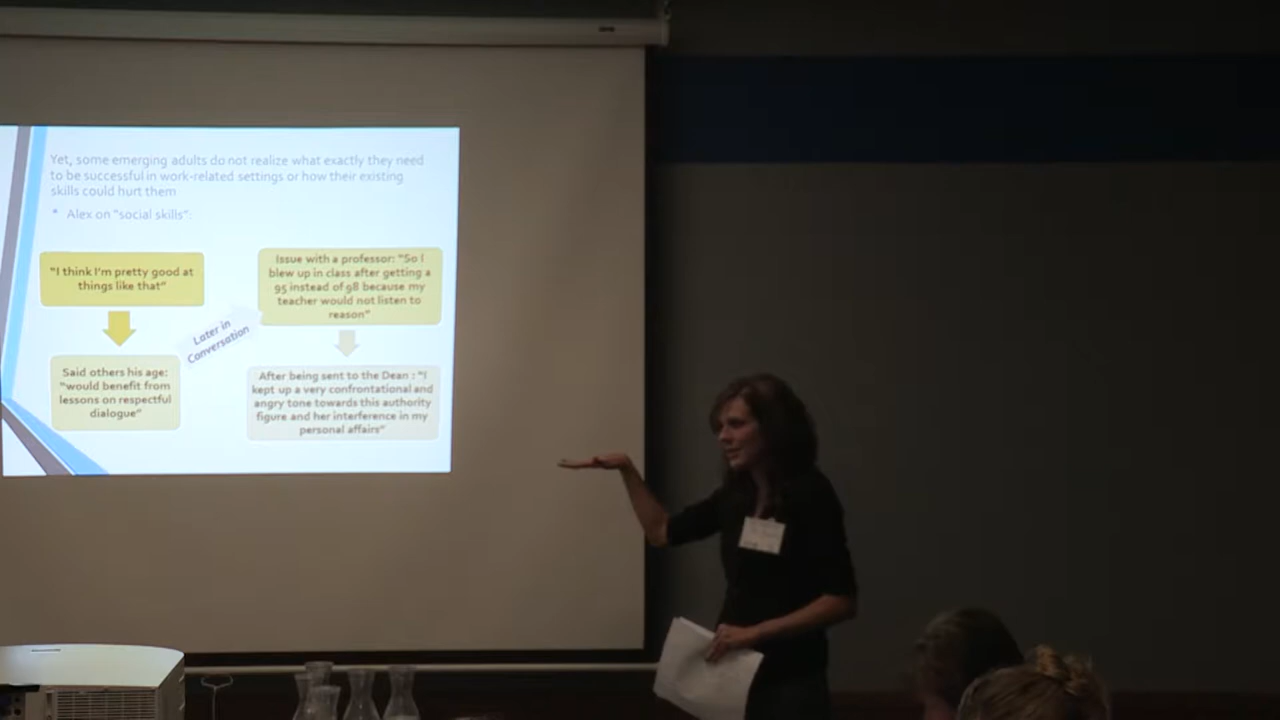 Yet, some emerging adults do not realize what exactly they need
to be successful in work-related settings or how their existing
skills could hurt them
* Alex on "social skills":
"I think I'm pretty good at
things like that"
Said others his age:
"would benefit from
lessons on respectful
dialogue"
Later in
Conversation
Issue with a professor: "So I
blew up in class after getting a
95 instead of 98 because my
teacher would not listen to
reason"
After being sent to the Dean : "I
kept up a very confrontational and
angry tone towards this authority
figure and her interference in my
personal affairs"